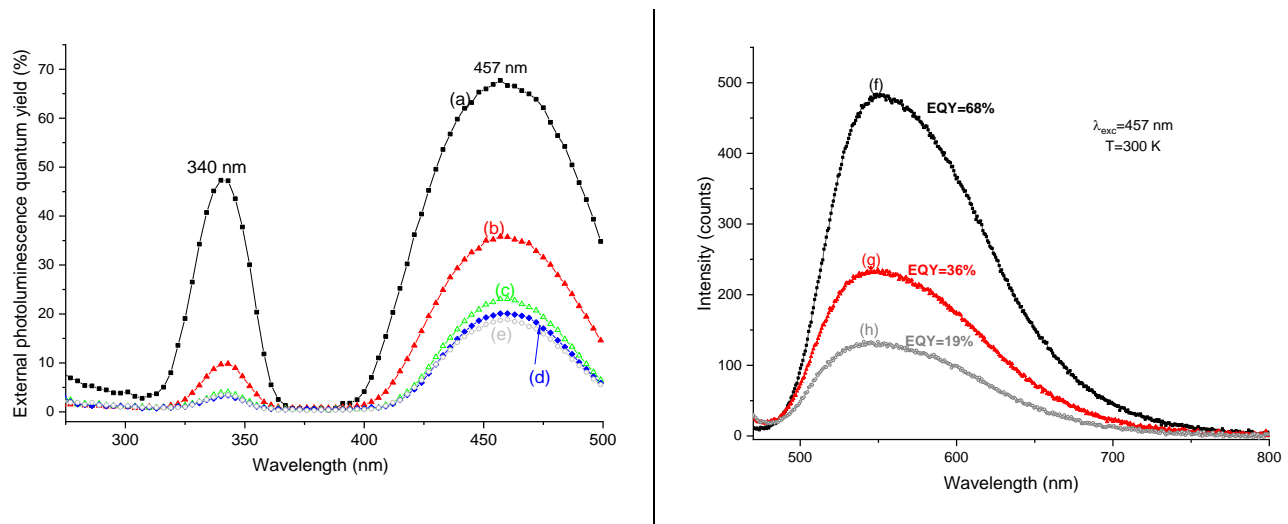 External photoluminescence quantum yield (%)
70
60
50
40
30
20
10
0
457 nm
(a)
340 nm
(b)
(c)
(e)
(d)
300
350
400
450
500
Wavelength (nm)
Intensity (counts)
500
400
300
200
100
0
(f)
EQY=68%
λexc=457 nm
T=300 K
(g)
EQY=36%
(h)
EQY=19%
500
600
700
800
Wavelength (nm)